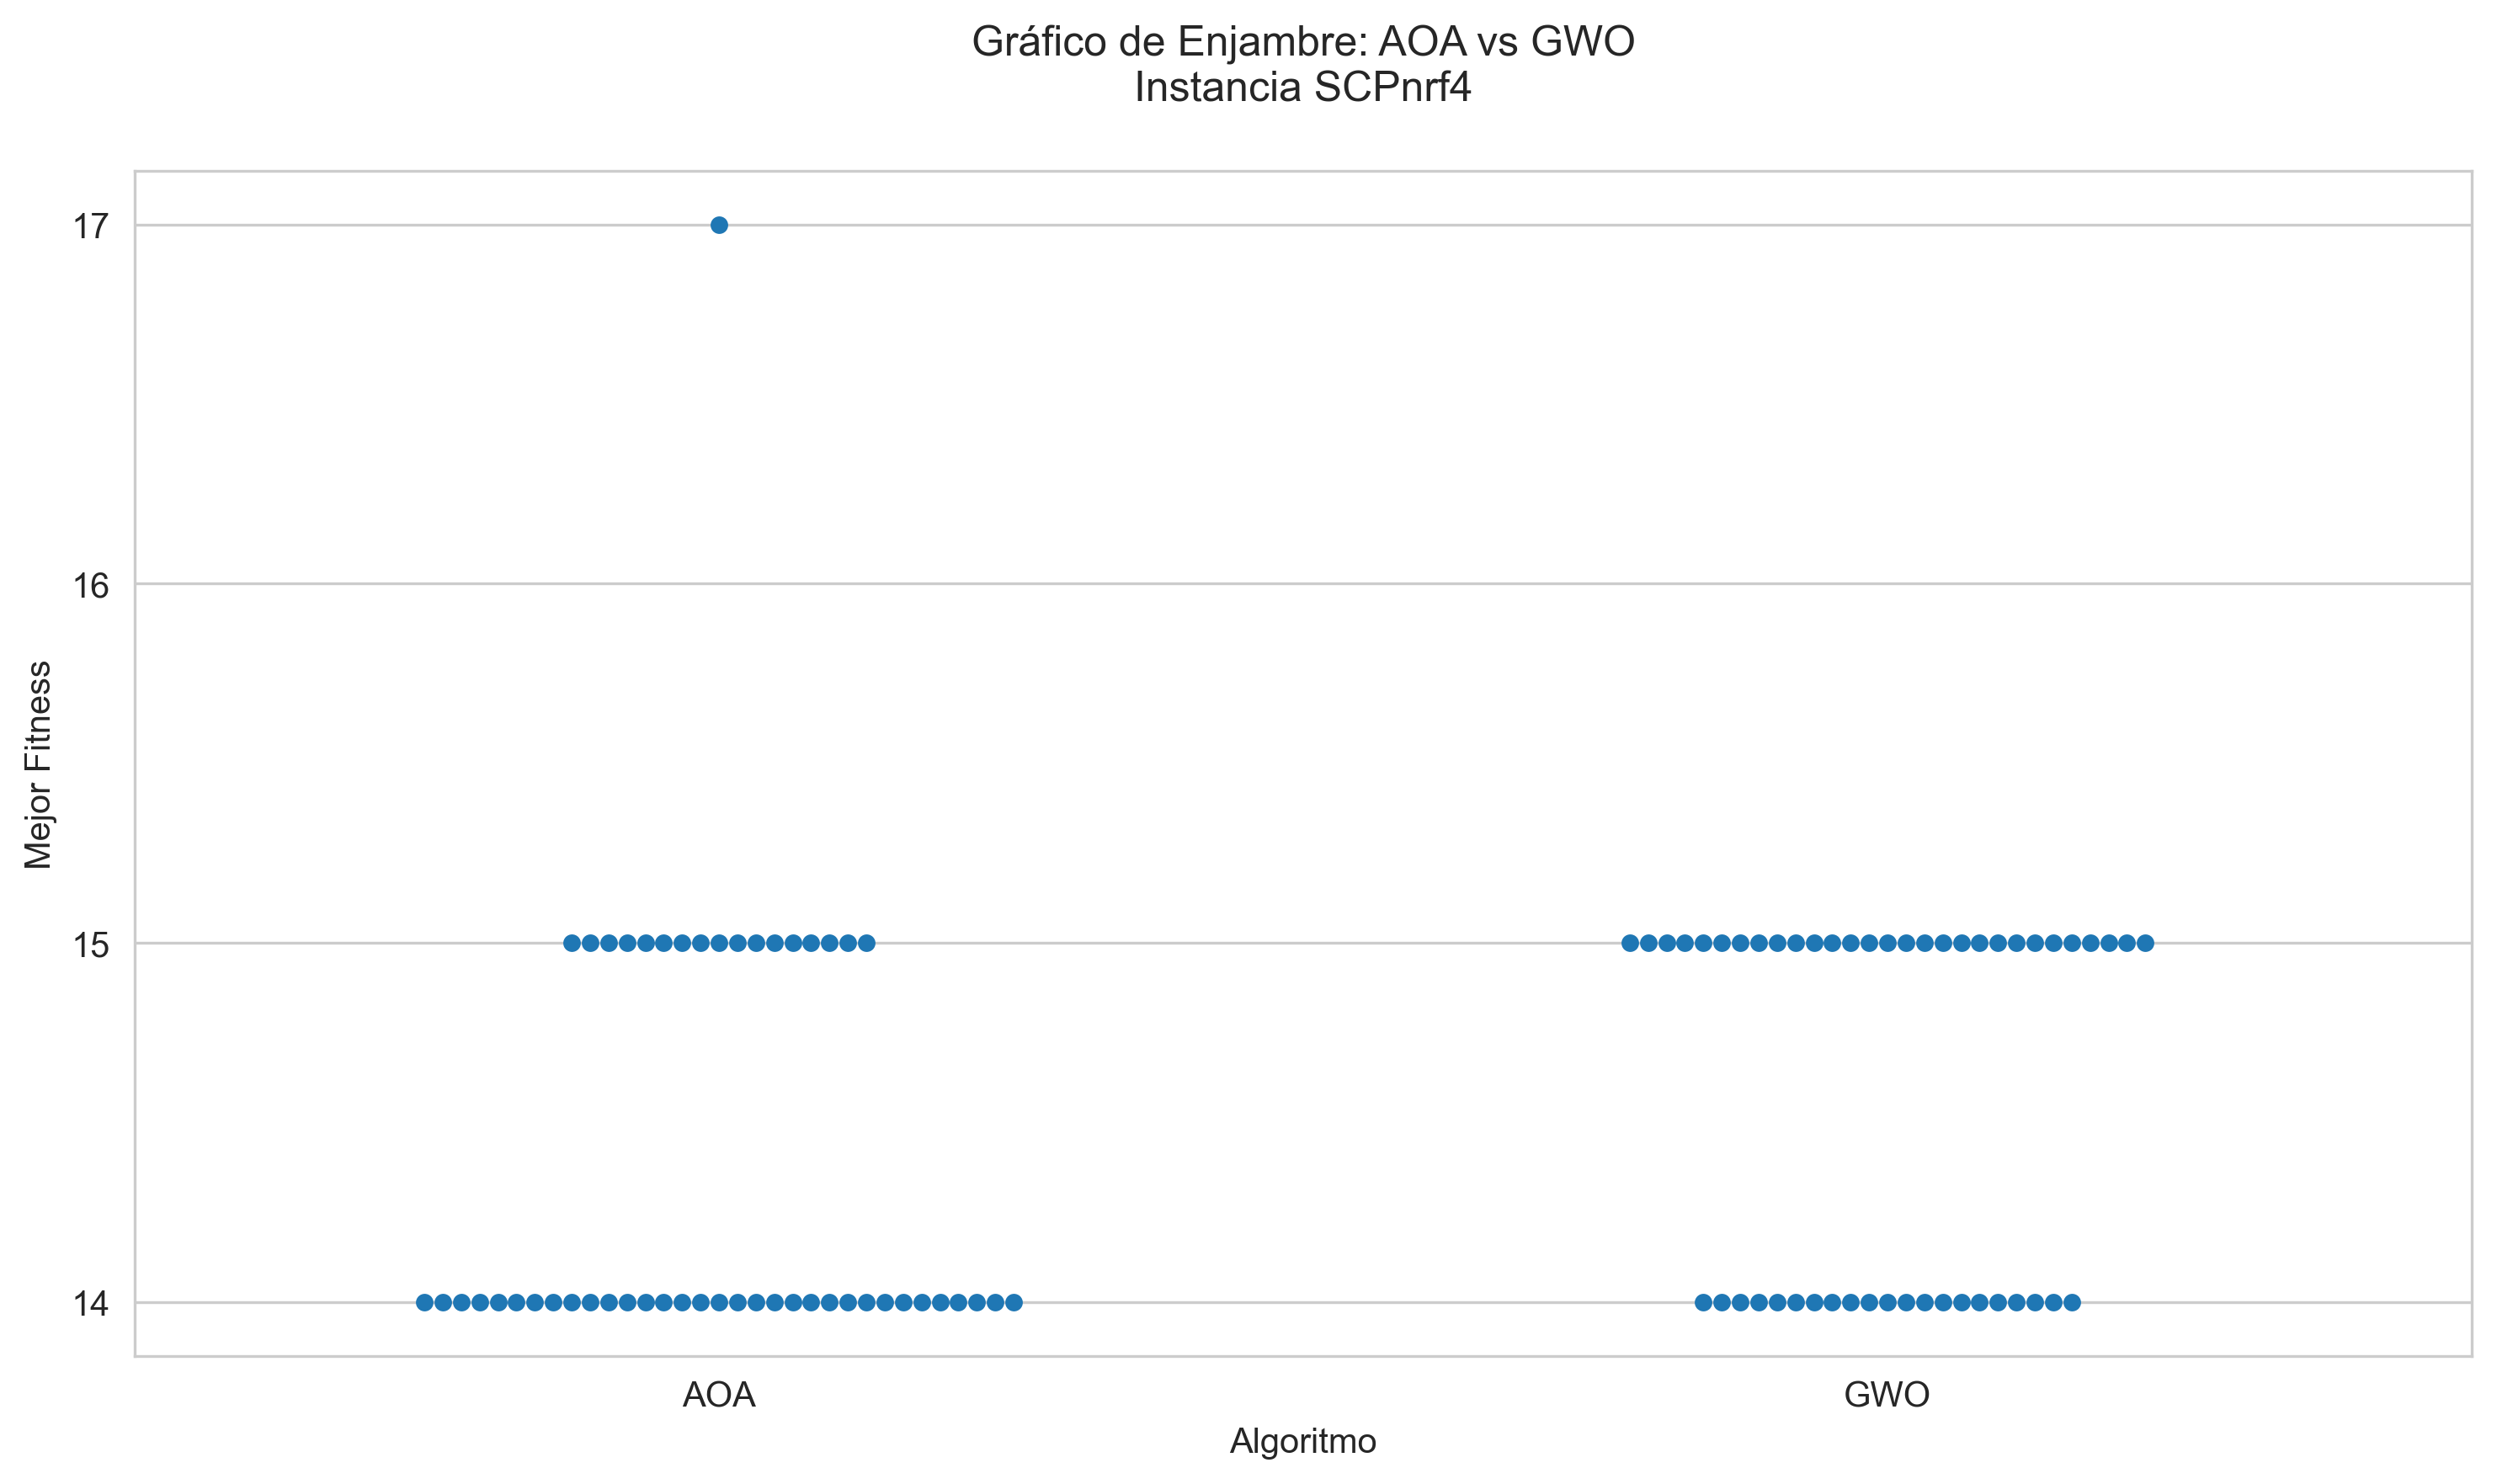 Gráfico de Enjambre: AOA vs GWO
Instancia SCPnrf4
17
16
15
14
Mejor Fitness
AOA
GWO
Algoritmo